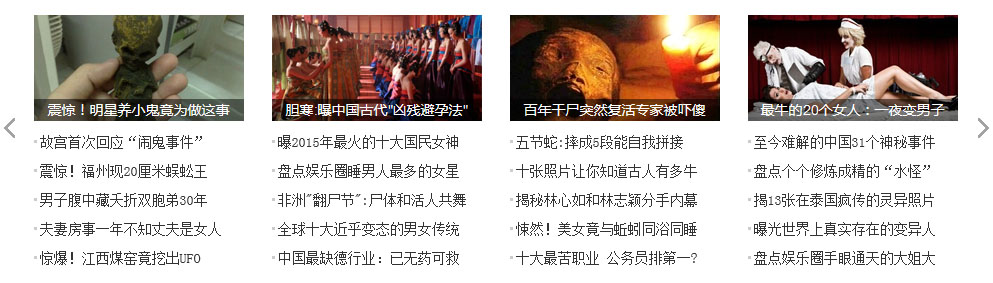 震惊！明星养小鬼竟为做这事
故宫首次回应“闹鬼事件”
震惊！福州现20厘米蜈蚣王
男子腹中藏夭折双胞弟30年
夫妻房事一年不知丈夫是女人
惊爆！江西煤窑竟挖出UFO
胆寒:曝中国古代"凶残避孕法"
曝2015年最火的十大国民女神
盘点娱乐圈睡男人最多的女星
非洲"翻尸节":尸体和活人共舞
全球十大近乎变态的男女传统
中国最缺德行业：已无药可救
百年干尸突然复活专家被吓傻
五节蛇:择成5段能自我拼接
十张照片让你知道古人有多牛
揭秘林心如和林志颖分手内幕
悚然！美女竟与蚯蚓同浴同睡
十大最苦职业 公务员排第一?
最牛的20个女人：一夜变男子
至今难解的中国31个神秘事件
盘点个个修炼成精的“水怪”
揭13张在泰国疯传的灵异照片
曝光世界上真实存在的变异人
盘点娱乐圈手眼通天的大姐大